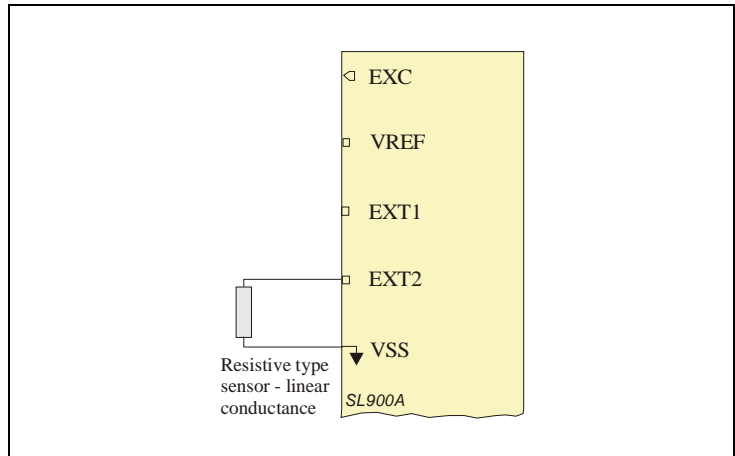 EXC
VREF
EXT1
EXT2
VSS
Resistive type
sensor - linear
conductance
SL900A